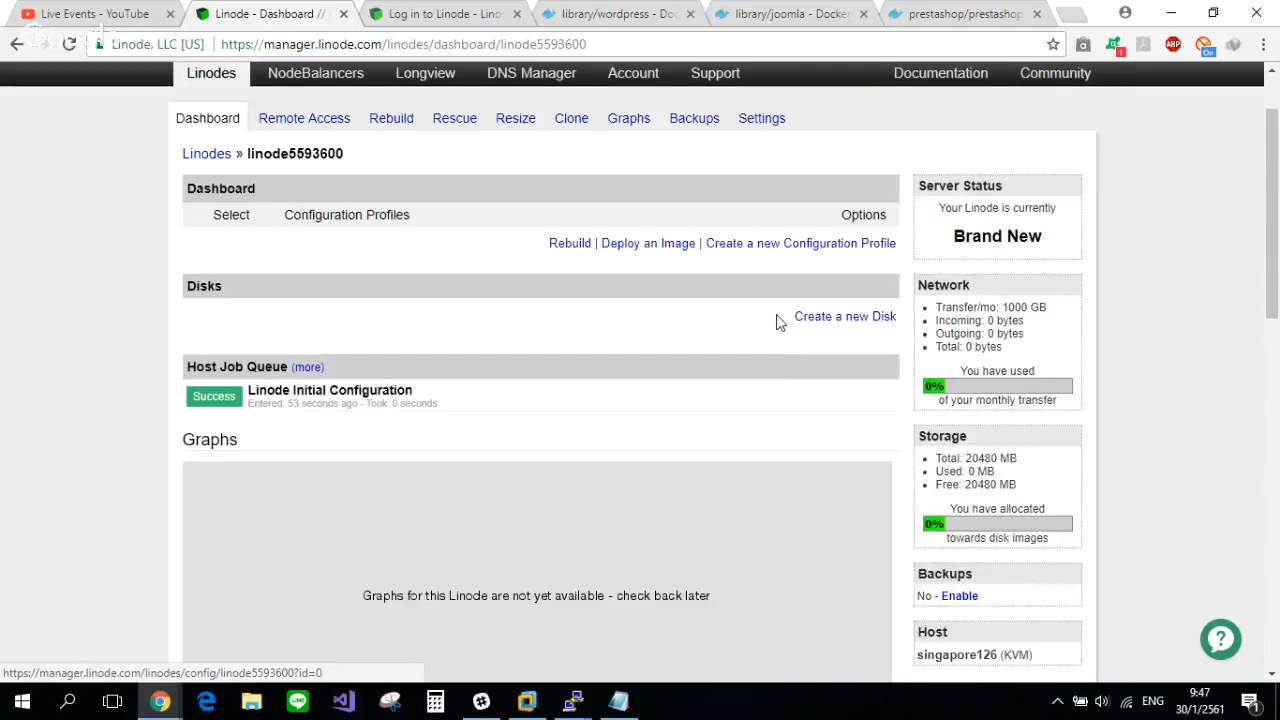 Live Events - YouTube
Linode - Dashboard //
Log in to Linode - Lino
library/wordpress - Doc
library/joomla - Docke
prestashop/prestashop
Linode, LLC [US] https://manager.linode.com/linodes/dashboard/linode5593600
1
ABP
On
Linodes NodeBalancers Longview DNS Manager Account Support Documentation Community
Dashboard Remote Access Rebuild Rescue Resize Clone Graphs Backups Settings
Linodes » linode5593600
Dashboard
Select Configuration Profiles Options
Rebuild | Deploy an Image | Create a new Configuration Profile
Disks
Create a new Disk
Host Job Queue (more)
Success Linode Initial Configuration
Entered: 53 seconds ago - Took: 0 seconds
Graphs
Graphs for this Linode are not yet available - check back later
Server Status
Your Linode is currently
Brand New
Network
Transfer/mo: 1000 GB
Incoming: 0 bytes
Outgoing: 0 bytes
Total: 0 bytes
You have used
0%
of your monthly transfer
Storage
Total: 20480 MB
Used: 0 MB
Free: 20480 MB
You have allocated
0%
towards disk images
Backups
No - Enable
Host
singapore126 (KVM)
https://manager.linode.com/linodes/config/linode5593600?id=0
ENG
9:47
30/1/2561